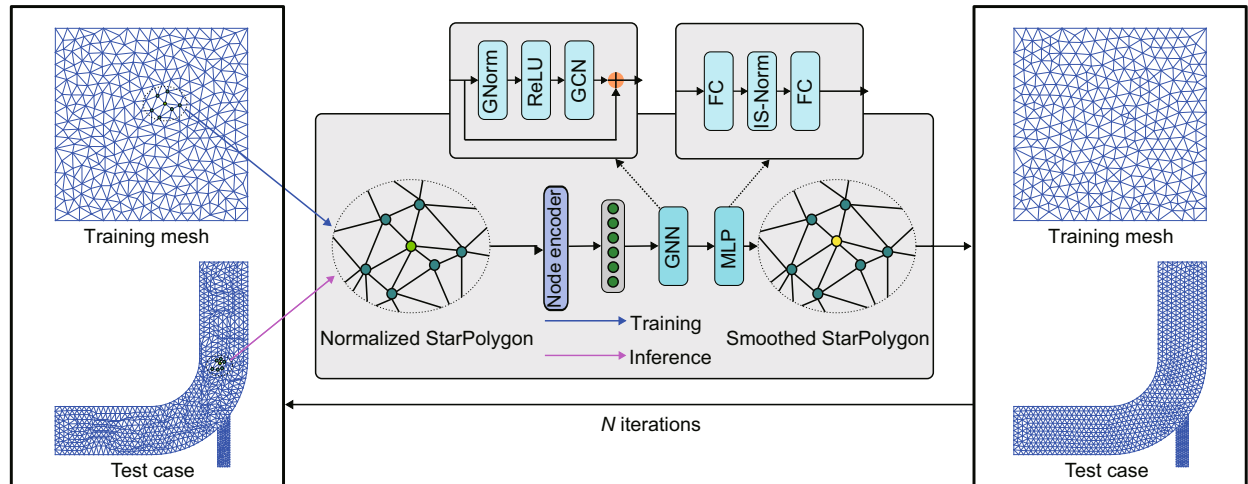 Training mesh
Test case
GNorm
ReLU
GCN
FC
IS-Norm
FC
Normalized StarPolygon
Node encoder
GNN
MLP
Smoothed StarPolygon
Training
Inference
N iterations
Training mesh
Test case